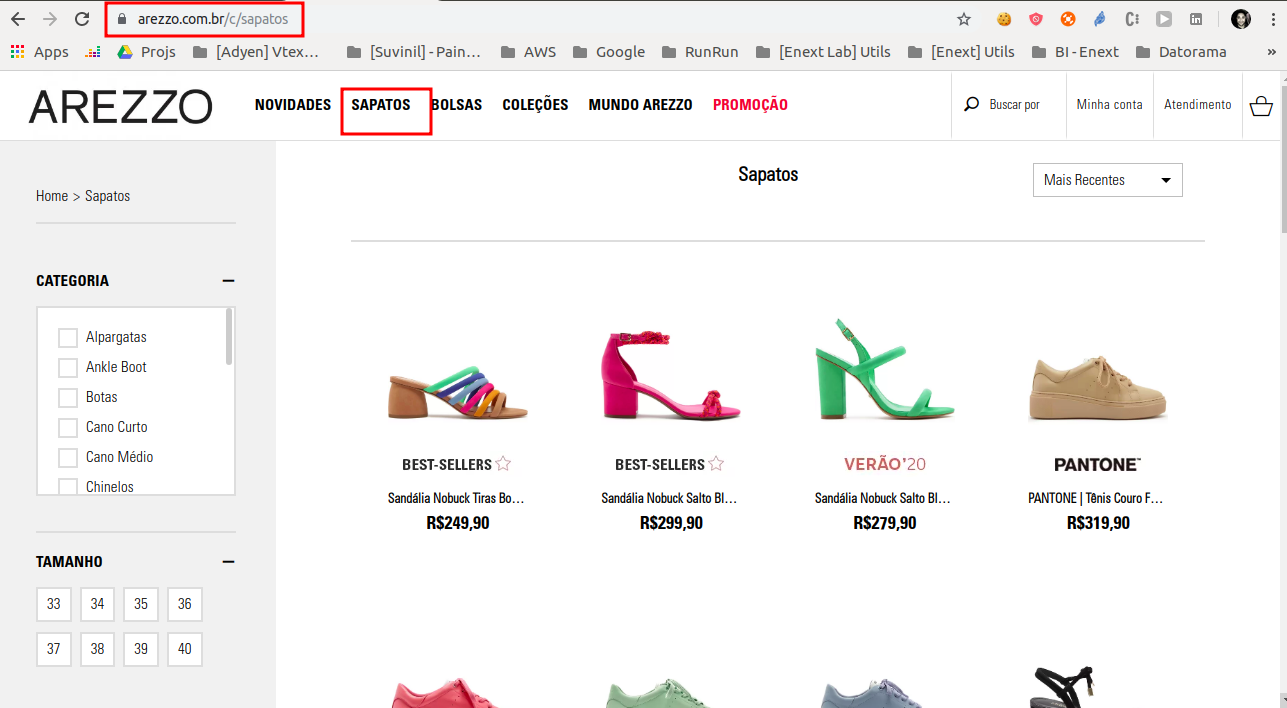 arezzo.com.br/c/sapatos
Apps Projs [Adyen] Vtex... [Suvinil] - Pain... AWS Google RunRun [Enext Lab] Utils [Enext] Utils BI - Enext Datorama »
AREZZO NOVIDADES SAPATOS BOLSAS COLEÇÕES MUNDO AREZZO PROMOÇÃO Buscar por Minha conta Atendimento
Sapatos
Mais Recentes
Home > Sapatos
CATEGORIA
Alpargatas
Ankle Boot
Botas
Cano Curto
Cano Médio
Chinelos
TAMANHO
33 34 35 36
37 38 39 40
BEST-SELLERS
Sandália Nobuck Tiras Bo...
R$249,90
BEST-SELLERS
Sandália Nobuck Salto Bl...
R$299,90
VERÃO'20
Sandália Nobuck Salto Bl...
R$279,90
PANTONE™
PANTONE | Tênis Couro F...
R$319,90